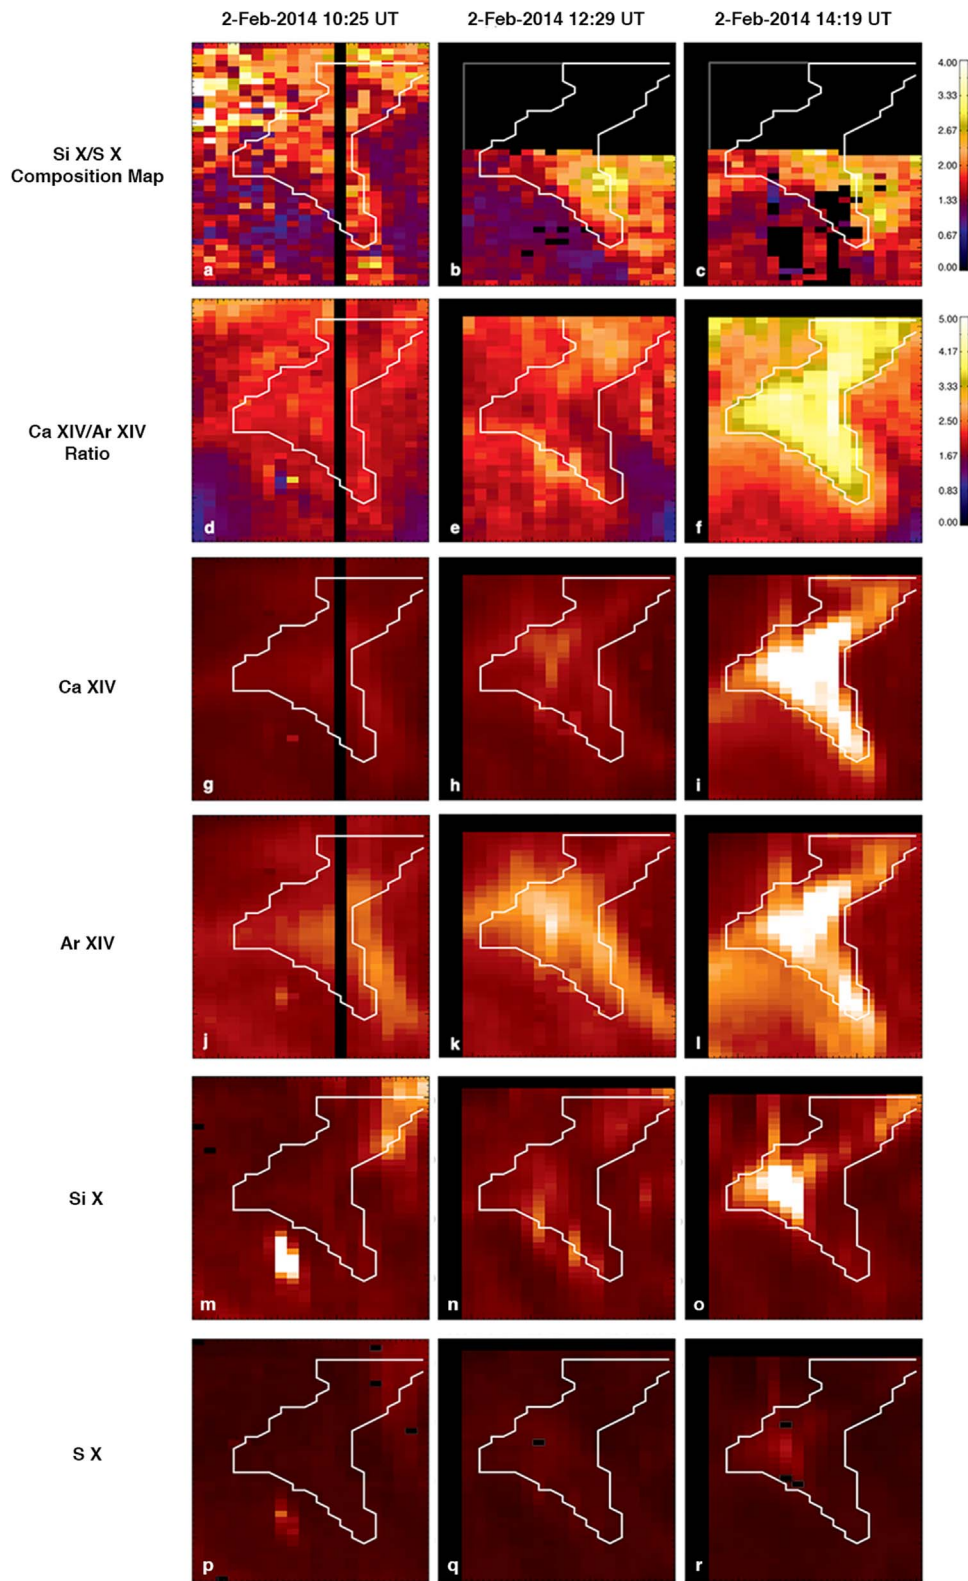 2-Feb-2014 10:25 UT
2-Feb-2014 12:29 UT
2-Feb-2014 14:19 UT
Si X/S X
Composition Map
a
b
c
4.00
3.33
2.67
2.00
1.33
0.67
0.00
Ca XIV/Ar XIV
Ratio
d
e
f
5.00
4.17
3.33
2.50
1.67
0.83
0.00
Ca XIV
g
h
i
Ar XIV
j
k
l
Si X
m
n
o
S X
p
q
r